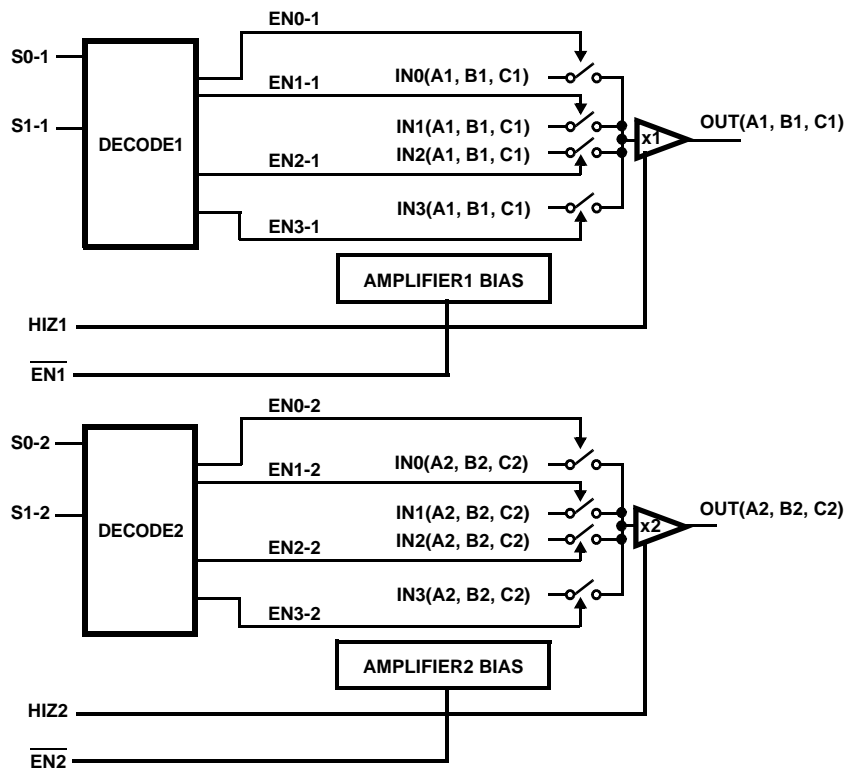 EN0-1
S0-1
IN0(A1, B1, C1)
EN1-1
OUT(A1, B1, C1)
S1-1
IN1(A1, B1, C1)
DECODE1
x1
IN2(A1, B1, C1)
EN2-1
IN3(A1, B1, C1)
EN3-1
AMPLIFIER1 BIAS
HIZ1
EN1
EN0-2
S0-2
IN0(A2, B2, C2)
EN1-2
OUT(A2, B2, C2)
S1-2
IN1(A2, B2, C2)
DECODE2
x2
IN2(A2, B2, C2)
EN2-2
IN3(A2, B2, C2)
EN3-2
AMPLIFIER2 BIAS
HIZ2
EN2